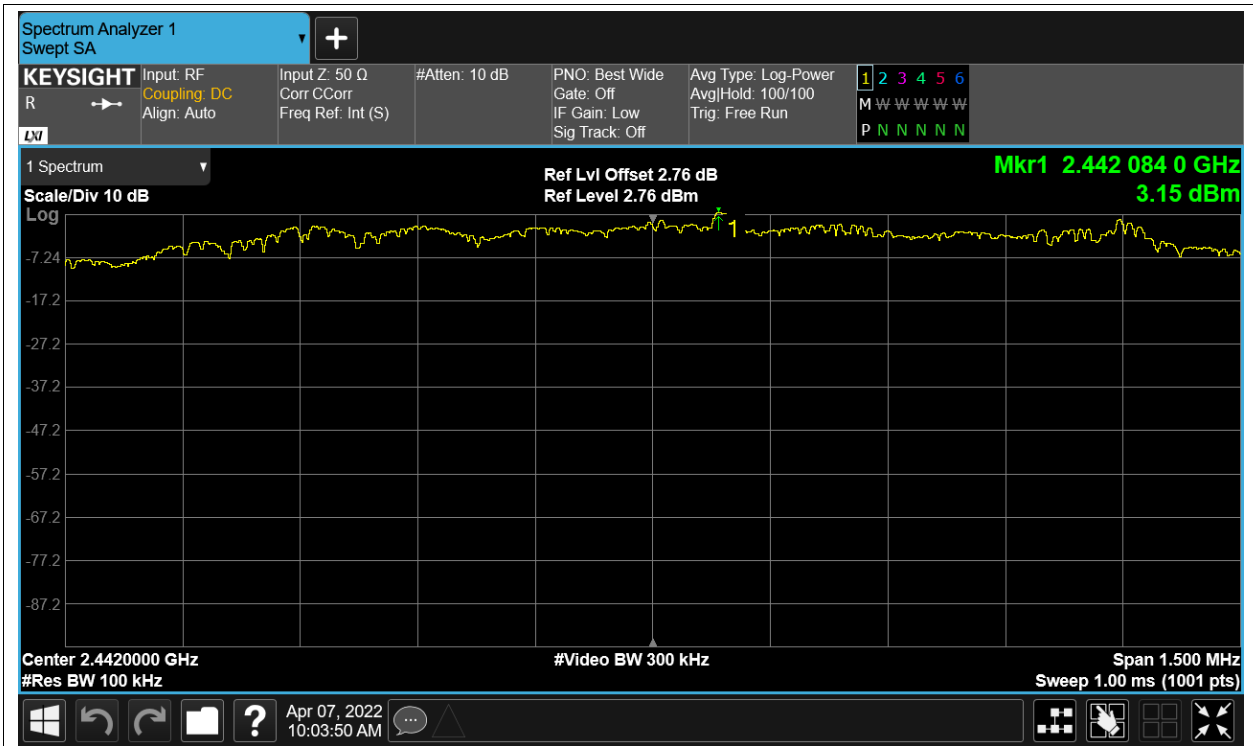 Spectrum Analyzer 1
Swept SA
KEYSIGHT
R
LXI
Input: RF
Coupling: DC
Align: Auto
Input Z: 50 Ω
Corr CCorr
Freq Ref: Int (S)
#Atten: 10 dB
PNO: Best Wide
Gate: Off
IF Gain: Low
Sig Track: Off
Avg Type: Log-Power
Avg|Hold: 100/100
Trig: Free Run
1 2 3 4 5 6
M W W W W W
P N N N N N
1 Spectrum
Scale/Div 10 dB
Log
Ref Lvl Offset 2.76 dB
Ref Level 2.76 dBm
Mkr1 2.442 084 0 GHz
3.15 dBm
1
-7.24
-17.2
-27.2
-37.2
-47.2
-57.2
-67.2
-77.2
-87.2
Center 2.4420000 GHz
#Video BW 300 kHz
Span 1.500 MHz
#Res BW 100 kHz
Sweep 1.00 ms (1001 pts)
?
Apr 07, 2022
10:03:50 AM